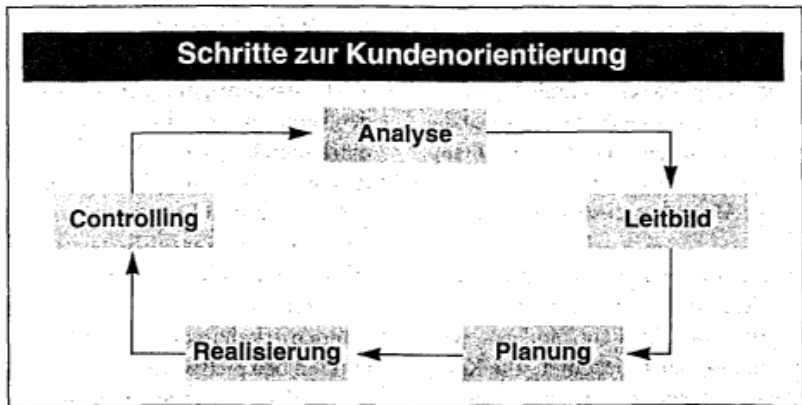 Schritte zur Kundenorientierung
Analyse
Leitbild
Planung
Realisierung
Controlling